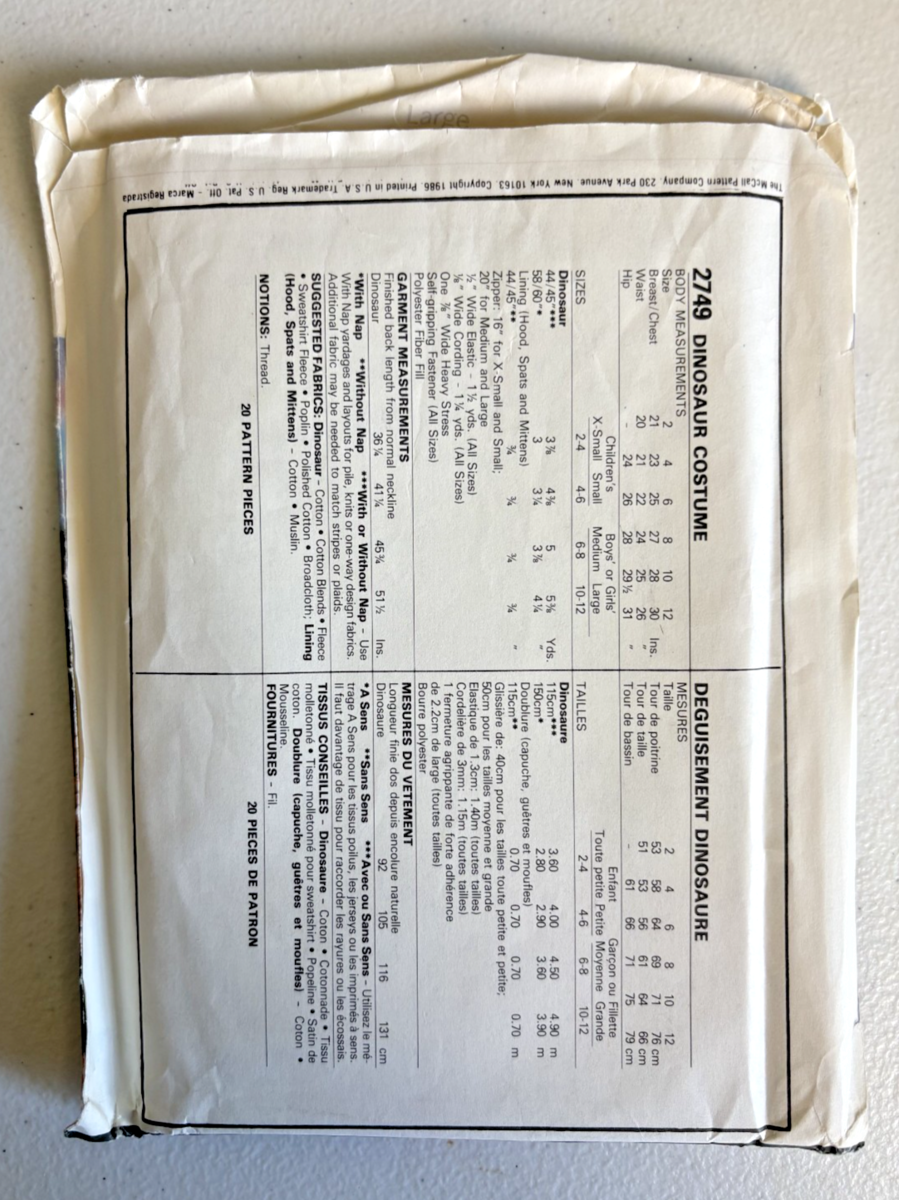 Large
The McCall Pattern Company, 230 Park Avenue, New York 10163. Copyright 1986. Printed in U.S.A. Trademark Reg. U.S. Pat. Off. - Marca Registrada
2749 DINOSAUR COSTUME
BODY MEASUREMENTS
Size 2 4 6 8 10 12
Breast/Chest 21 23 25 27 28 30 Ins.
Waist 20 21 22 24 25 26 "
Hip - 24 26 28 29½ 31 "
Children's Boys' or Girls'
X-Small Small Medium Large
SIZES 2-4 4-6 6-8 10-12
Dinosaur
44/45"*** 3⅞ 4⅜ 5 5⅜ Yds.
58/60"* 3 3¼ 3⅞ 4¼ "
Lining (Hood, Spats and Mittens)
44/45"** ¾ ¾ ¾ ¾ "
Zipper: 16" for X-Small and Small;
20" for Medium and Large
½" Wide Elastic - 1½ yds. (All Sizes)
⅛" Wide Cording - 1¼ yds. (All Sizes)
One ⅞" Wide Heavy Stress
Self-gripping Fastener (All Sizes)
Polyester Fiber Fill
GARMENT MEASUREMENTS
Finished back length from normal neckline
Dinosaur 36¼ 41¼ 45¾ 51½ Ins.
*With Nap **Without Nap ***With or Without Nap - Use
With Nap yardages and layouts for pile, knits or one-way design fabrics.
Additional fabric may be needed to match stripes or plaids.
SUGGESTED FABRICS: Dinosaur - Cotton • Cotton Blends • Fleece
• Sweatshirt Fleece • Poplin • Polished Cotton • Broadcloth; Lining
(Hood, Spats and Mittens) - Cotton • Muslin.
NOTIONS: Thread.
20 PATTERN PIECES
DEGUISEMENT DINOSAURE
MESURES
Taille 2 4 6 8 10 12
Tour de poitrine 53 58 64 69 71 76 cm
Tour de taille 51 53 56 61 64 66 cm
Tour de bassin - 61 66 71 75 79 cm
Enfant Garçon ou Fillette
Toute petite Petite Moyenne Grande
TAILLES 2-4 4-6 6-8 10-12
Dinosaure
115cm*** 3.60 4.00 4.50 4.90 m
150cm* 2.80 2.90 3.60 3.90 m
Doublure (capuche, guêtres et moufles)
115cm** 0.70 0.70 0.70 0.70 m
Glissière de: 40cm pour les tailles toute petite et petite;
50cm pour les tailles moyenne et grande
Elastique de 1.3cm: 1.40m (toutes tailles)
Cordelière de 3mm: 1.15m (toutes tailles)
1 fermeture agrippante de forte adhérence
de 2.2cm de large (toutes tailles)
Bourre polyester
MESURES DU VETEMENT
Longueur finie dos depuis encolure naturelle
Dinosaure 92 105 116 131 cm
*A Sens **Sans Sens ***Avec ou Sans Sens - Utilisez le mé-
trage A Sens pour les tissus poilus, les jerseys ou les imprimés à sens.
Il faut davantage de tissu pour raccorder les rayures ou les écossais.
TISSUS CONSEILLES - Dinosaure - Coton • Cotonnade • Tissu
molletonné • Tissu molletonné pour sweatshirt • Popeline • Satin de
coton. Doublure (capuche, guêtres et moufles) - Coton •
Mousseline.
FOURNITURES - Fil.
20 PIECES DE PATRON